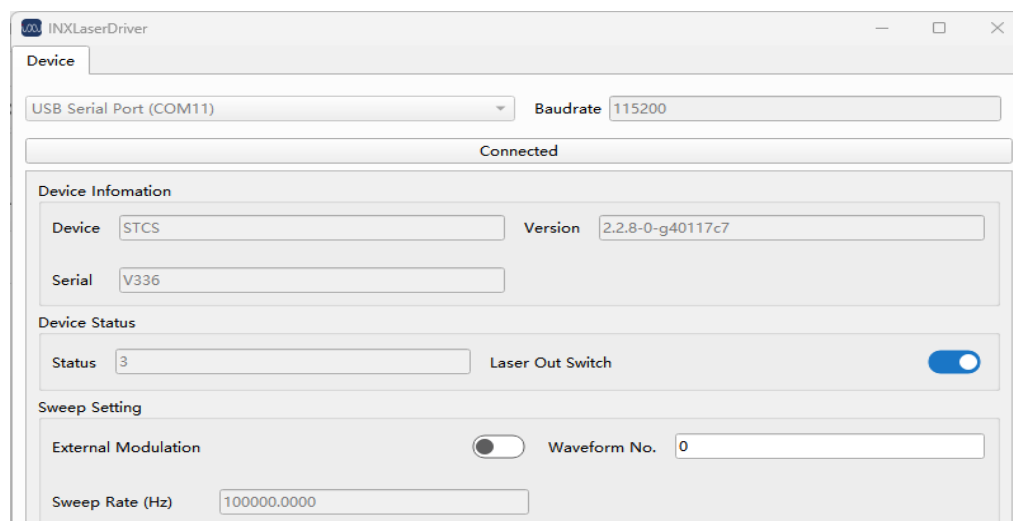 INXLaserDriver
Device
USB Serial Port (COM11) Baudrate 115200
Connected
Device Infomation
Device STCS Version 2.2.8-0-g40117c7
Serial V336
Device Status
Status 3 Laser Out Switch
Sweep Setting
External Modulation Waveform No. 0
Sweep Rate (Hz) 100000.0000